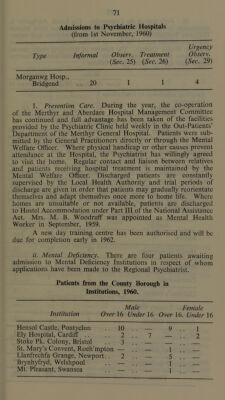 71
Admissions to Psychiatric Hospitals
(from 1st November, 1960)
Urgency
Type Informal Observ. Treatment Observ.
(Sec. 25) (Sec. 26) (Sec. 29)
Morganwg Hosp.,
Bridgend .. 20 1 1 4
1. Prevention Care. During the year, the co-operation
of the Merthyr and Aberdare Hospital Management Committee
has continued and full advantage has been taken of the facilities
provided by the Psychiatric Clinic held weekly in the Out-Patients'
Department of the Merthyr General Hospital. Patients were sub-
mitted by the General Practitioners directly or through the Mental
Welfare Officer. Where physical handicap or other causes prevent
attendance at the Hospital, the Psychiatrist has willingly agreed
to visit the home. Regular contact and liaison between relatives
and patients receiving hospital treatment is maintained by the
Mental Welfare Officer. Discharged patients are constantly
supervised by the Local Health Authority and trial periods of
discharge are given in order that patients may gradually reorientate
themselves and adapt themselves once more to home life. Where
homes are unsuitable or not available, patients are discharged
to Hostel Accommodation under Part III of the National Assistance
Act. Mrs. M. B. Woodruff was appointed as Mental Health
Worker in September, 1959.
A new day training centre has been authorised and will be
due for completion early in 1962.
ii. Mental Deficiency. There are four patients awaiting
admission to Mental Deficiency Institutions in respect of whom
applications have been made to the Regional Psychiatrist.
Patients from the County Borough in
Institutions, 1960.
Male Female
Institution Over 16 Under 16 Over 16 Under 16
Hensol Castle, Pontyclun 10 — 9 .. 1
Ely Hospital, Cardiff .. 2 .. 7 — .. 2
Stoke Pk. Colony, Bristol 3 — — —
St. Mary's Convent, Roeh'mpton — — 1 —
Llanfrechfa Grange, Newport 2 — 5 —
Brynhyfryd, Welshpool .. — — 1 —
Mt. Pleasant, Swansea .. — — 1 —